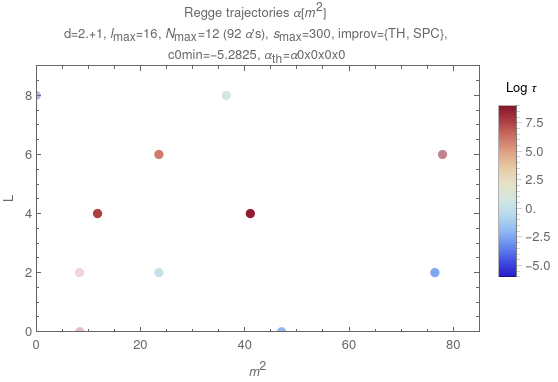 Regge trajectories α[m²]
d=2.+1, lmax=16, Nmax=12 (92 α's), smax=300, improv={TH, SPC},
c0min=−5.2825, αth=α0x0x0x0
Log τ
7.5
5.0
2.5
0.
−2.5
−5.0
8
6
4
2
0
L
0 20 40 60 80
m²